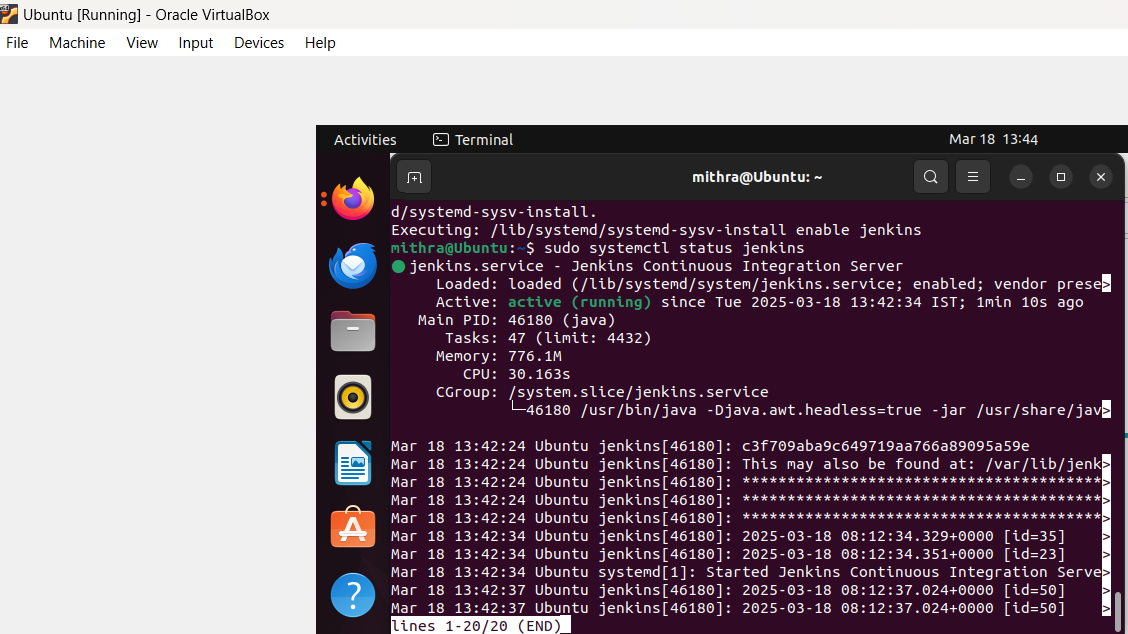 Ubuntu [Running] - Oracle VirtualBox
File Machine View Input Devices Help
Activities Terminal Mar 18 13:44
mithra@Ubuntu: ~
d/systemd-sysv-install.
Executing: /lib/systemd/systemd-sysv-install enable jenkins
mithra@Ubuntu:~$ sudo systemctl status jenkins
● jenkins.service - Jenkins Continuous Integration Server
Loaded: loaded (/lib/systemd/system/jenkins.service; enabled; vendor prese>
Active: active (running) since Tue 2025-03-18 13:42:34 IST; 1min 10s ago
Main PID: 46180 (java)
Tasks: 47 (limit: 4432)
Memory: 776.1M
CPU: 30.163s
CGroup: /system.slice/jenkins.service
└─46180 /usr/bin/java -Djava.awt.headless=true -jar /usr/share/jav>
Mar 18 13:42:24 Ubuntu jenkins[46180]: c3f709aba9c649719aa766a89095a59e
Mar 18 13:42:24 Ubuntu jenkins[46180]: This may also be found at: /var/lib/jenk>
Mar 18 13:42:24 Ubuntu jenkins[46180]: ****************************************>
Mar 18 13:42:24 Ubuntu jenkins[46180]: ****************************************>
Mar 18 13:42:24 Ubuntu jenkins[46180]: ****************************************>
Mar 18 13:42:34 Ubuntu jenkins[46180]: 2025-03-18 08:12:34.329+0000 [id=35] >
Mar 18 13:42:34 Ubuntu jenkins[46180]: 2025-03-18 08:12:34.351+0000 [id=23] >
Mar 18 13:42:34 Ubuntu systemd[1]: Started Jenkins Continuous Integration Serve>
Mar 18 13:42:37 Ubuntu jenkins[46180]: 2025-03-18 08:12:37.024+0000 [id=50] >
Mar 18 13:42:37 Ubuntu jenkins[46180]: 2025-03-18 08:12:37.024+0000 [id=50] >
lines 1-20/20 (END)